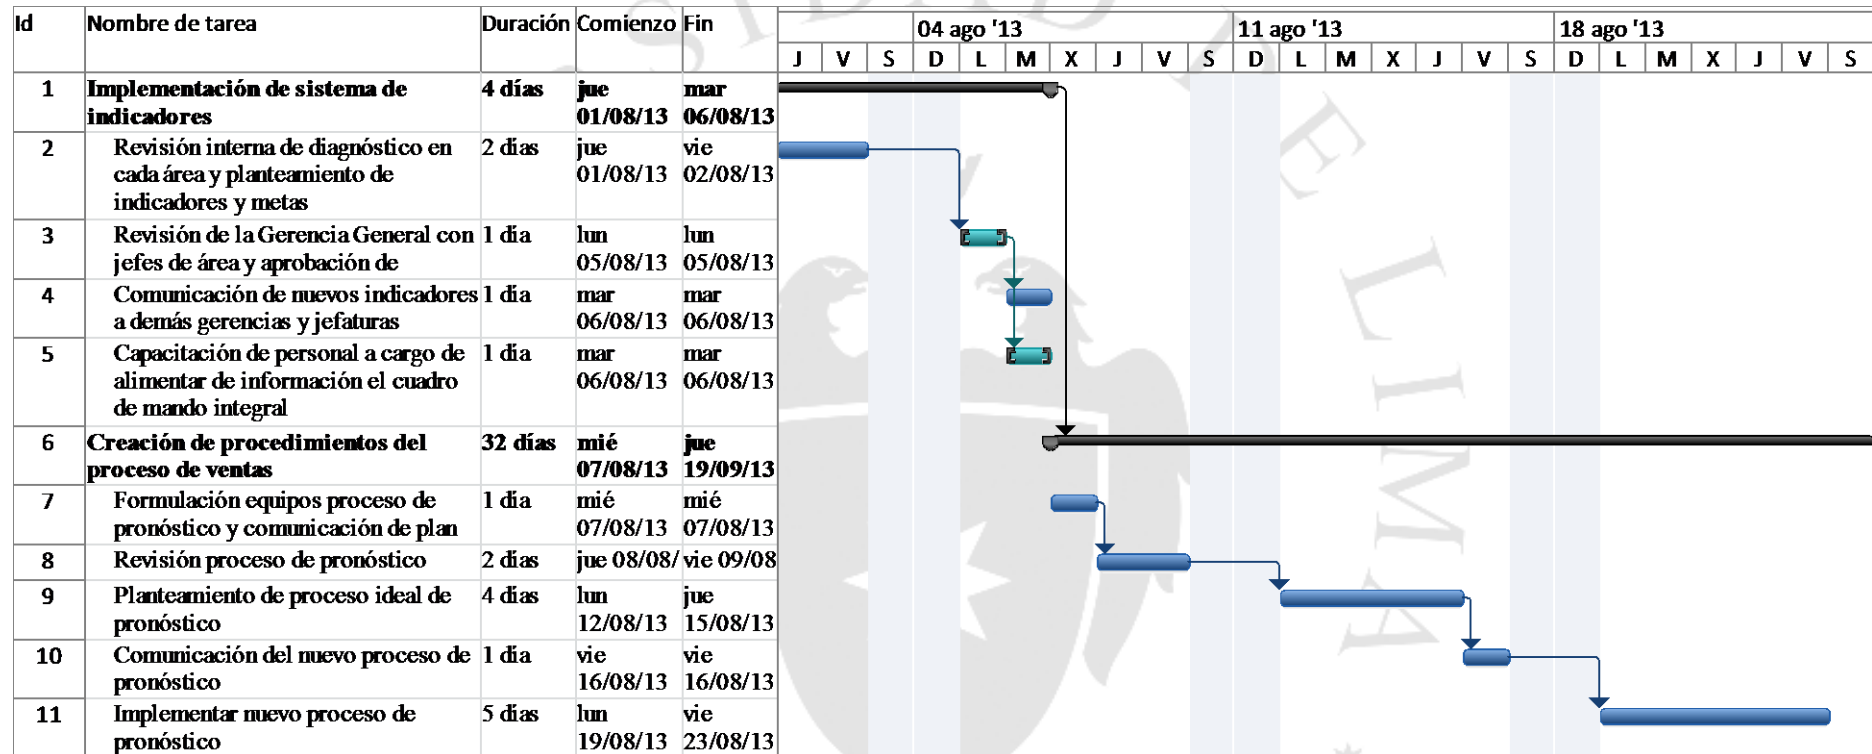 Id Nombre de tarea Duración Comienzo Fin
04 ago '13 11 ago '13 18 ago '13
J V S D L M X J V S D L M X J V S D L M X J V S
1 Implementación de sistema de 4 días jue mar
indicadores 01/08/13 06/08/13
2 Revisión interna de diagnóstico en 2 días jue vie
cada área y planteamiento de 01/08/13 02/08/13
indicadores y metas
3 Revisión de la Gerencia General con 1 día lun lun
jefes de área y aprobación de 05/08/13 05/08/13
4 Comunicación de nuevos indicadores 1 día mar mar
a demás gerencias y jefaturas 06/08/13 06/08/13
5 Capacitación de personal a cargo de 1 día mar mar
alimentar de información el cuadro 06/08/13 06/08/13
de mando integral
6 Creación de procedimientos del 32 días mié jue
proceso de ventas 07/08/13 19/09/13
7 Formulación equipos proceso de 1 día mié mié
pronóstico y comunicación de plan 07/08/13 07/08/13
8 Revisión proceso de pronóstico 2 días jue 08/08/ vie 09/08
9 Planteamiento de proceso ideal de 4 días lun jue
pronóstico 12/08/13 15/08/13
10 Comunicación del nuevo proceso de 1 día vie vie
pronóstico 16/08/13 16/08/13
11 Implementar nuevo proceso de 5 días lun vie
pronóstico 19/08/13 23/08/13